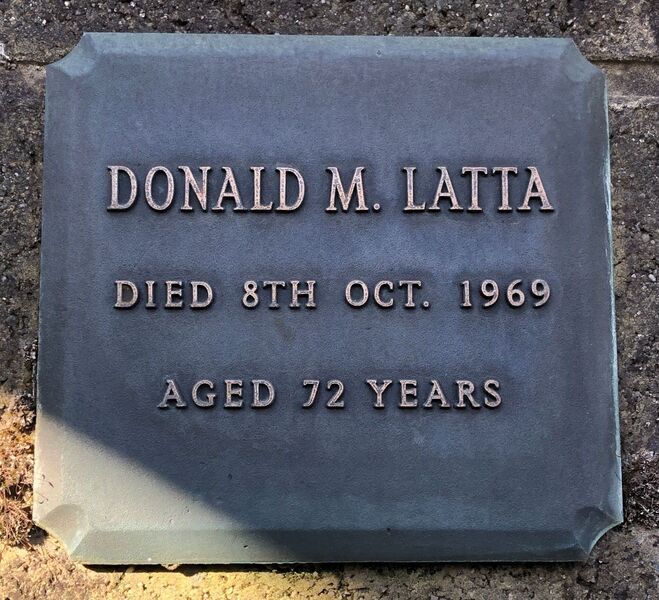 DONALD M. LATTA
DIED 8TH OCT. 1969
AGED 72 YEARS